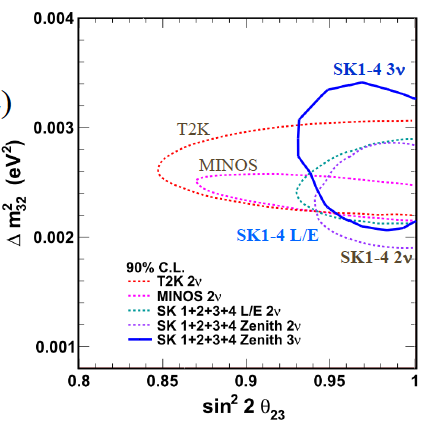 0.004
SK1-4 3ν
)
0.003
T2K
MINOS
Δ m²₃₂ (eV²)
0.002
SK1-4 L/E
SK1-4 2ν
90% C.L.
T2K 2ν
MINOS 2ν
SK 1+2+3+4 L/E 2ν
SK 1+2+3+4 Zenith 2ν
SK 1+2+3+4 Zenith 3ν
0.001
0.8 0.85 0.9 0.95 1
sin² 2 θ₂₃